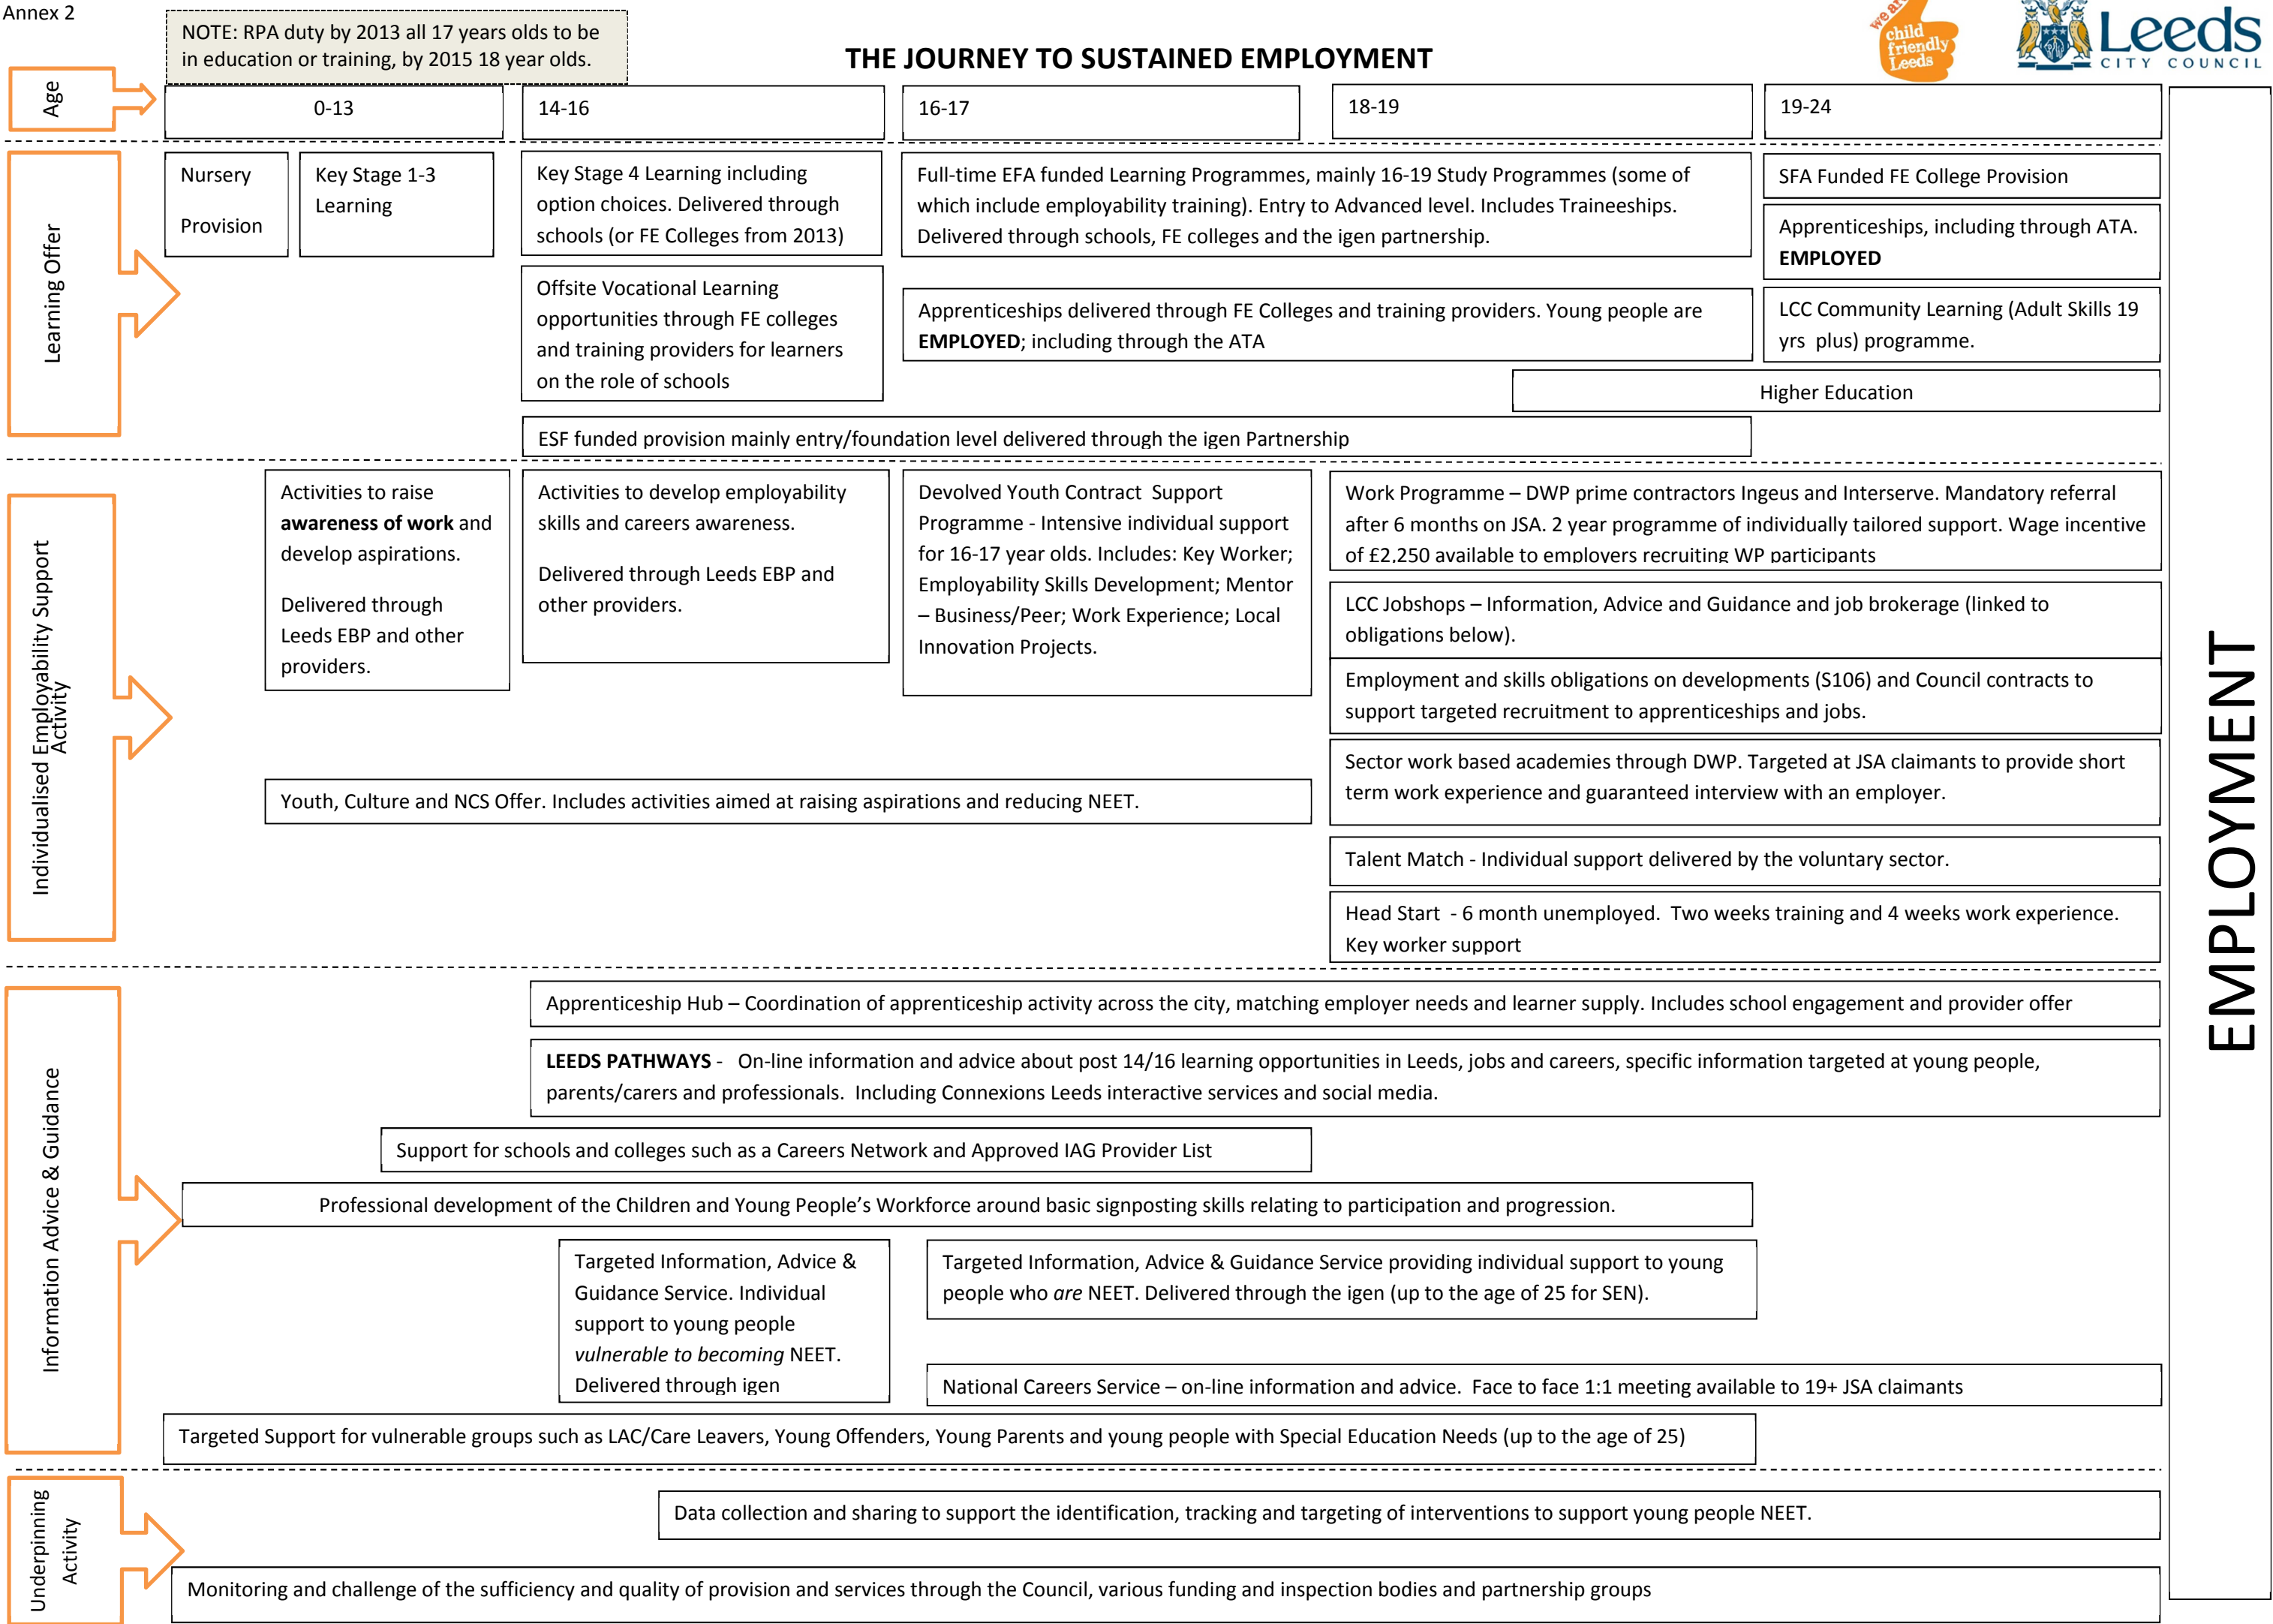 Annex 2
NOTE: RPA duty by 2013 all 17 years olds to be
in education or training, by 2015 18 year olds.
THE JOURNEY TO SUSTAINED EMPLOYMENT
we are
child
friendly
Leeds
Leeds
CITY COUNCIL
Age
0-13
14-16
16-17
18-19
19-24
Learning Offer
Nursery
Provision
Key Stage 1-3
Learning
Key Stage 4 Learning including
option choices. Delivered through
schools (or FE Colleges from 2013)
Full-time EFA funded Learning Programmes, mainly 16-19 Study Programmes (some of
which include employability training). Entry to Advanced level. Includes Traineeships.
Delivered through schools, FE colleges and the igen partnership.
SFA Funded FE College Provision
Apprenticeships, including through ATA.
EMPLOYED
Offsite Vocational Learning
opportunities through FE colleges
and training providers for learners
on the role of schools
Apprenticeships delivered through FE Colleges and training providers. Young people are
EMPLOYED; including through the ATA
LCC Community Learning (Adult Skills 19
yrs plus) programme.
Higher Education
ESF funded provision mainly entry/foundation level delivered through the igen Partnership
Individualised Employability Support
Activity
Activities to raise
awareness of work and
develop aspirations.
Delivered through
Leeds EBP and other
providers.
Activities to develop employability
skills and careers awareness.
Delivered through Leeds EBP and
other providers.
Devolved Youth Contract Support
Programme - Intensive individual support
for 16-17 year olds. Includes: Key Worker;
Employability Skills Development; Mentor
– Business/Peer; Work Experience; Local
Innovation Projects.
Work Programme – DWP prime contractors Ingeus and Interserve. Mandatory referral
after 6 months on JSA. 2 year programme of individually tailored support. Wage incentive
of £2,250 available to employers recruiting WP participants
LCC Jobshops – Information, Advice and Guidance and job brokerage (linked to
obligations below).
Employment and skills obligations on developments (S106) and Council contracts to
support targeted recruitment to apprenticeships and jobs.
Sector work based academies through DWP. Targeted at JSA claimants to provide short
term work experience and guaranteed interview with an employer.
Youth, Culture and NCS Offer. Includes activities aimed at raising aspirations and reducing NEET.
Talent Match - Individual support delivered by the voluntary sector.
Head Start - 6 month unemployed. Two weeks training and 4 weeks work experience.
Key worker support
EMPLOYMENT
Information Advice & Guidance
Apprenticeship Hub – Coordination of apprenticeship activity across the city, matching employer needs and learner supply. Includes school engagement and provider offer
LEEDS PATHWAYS - On-line information and advice about post 14/16 learning opportunities in Leeds, jobs and careers, specific information targeted at young people,
parents/carers and professionals. Including Connexions Leeds interactive services and social media.
Support for schools and colleges such as a Careers Network and Approved IAG Provider List
Professional development of the Children and Young People's Workforce around basic signposting skills relating to participation and progression.
Targeted Information, Advice &
Guidance Service. Individual
support to young people
vulnerable to becoming NEET.
Delivered through igen
Targeted Information, Advice & Guidance Service providing individual support to young
people who are NEET. Delivered through the igen (up to the age of 25 for SEN).
National Careers Service – on-line information and advice. Face to face 1:1 meeting available to 19+ JSA claimants
Targeted Support for vulnerable groups such as LAC/Care Leavers, Young Offenders, Young Parents and young people with Special Education Needs (up to the age of 25)
Underpinning
Activity
Data collection and sharing to support the identification, tracking and targeting of interventions to support young people NEET.
Monitoring and challenge of the sufficiency and quality of provision and services through the Council, various funding and inspection bodies and partnership groups